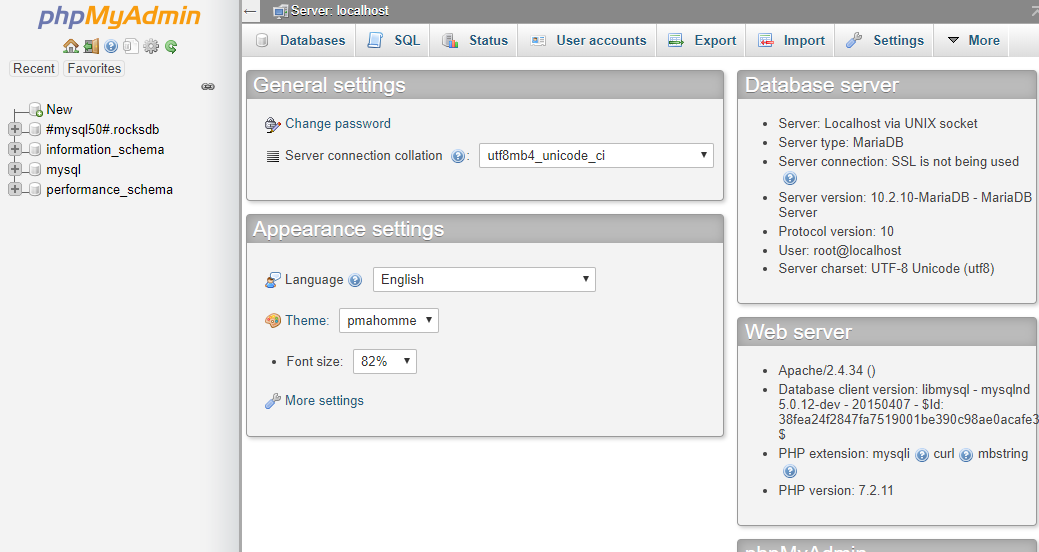 phpMyAdmin
Recent Favorites
New
#mysql50#.rocksdb
information_schema
mysql
performance_schema
Server: localhost
Databases SQL Status User accounts Export Import Settings More
General settings
Change password
Server connection collation : utf8mb4_unicode_ci
Appearance settings
Language English
Theme: pmahomme
Font size: 82%
More settings
Database server
Server: Localhost via UNIX socket
Server type: MariaDB
Server connection: SSL is not being used
Server version: 10.2.10-MariaDB - MariaDB
Server
Protocol version: 10
User: root@localhost
Server charset: UTF-8 Unicode (utf8)
Web server
Apache/2.4.34 ()
Database client version: libmysql - mysqlnd
5.0.12-dev - 20150407 - $Id:
38fea24f2847fa7519001be390c98ae0acafe3
$
PHP extension: mysqli curl mbstring
PHP version: 7.2.11
phpMyAdmin